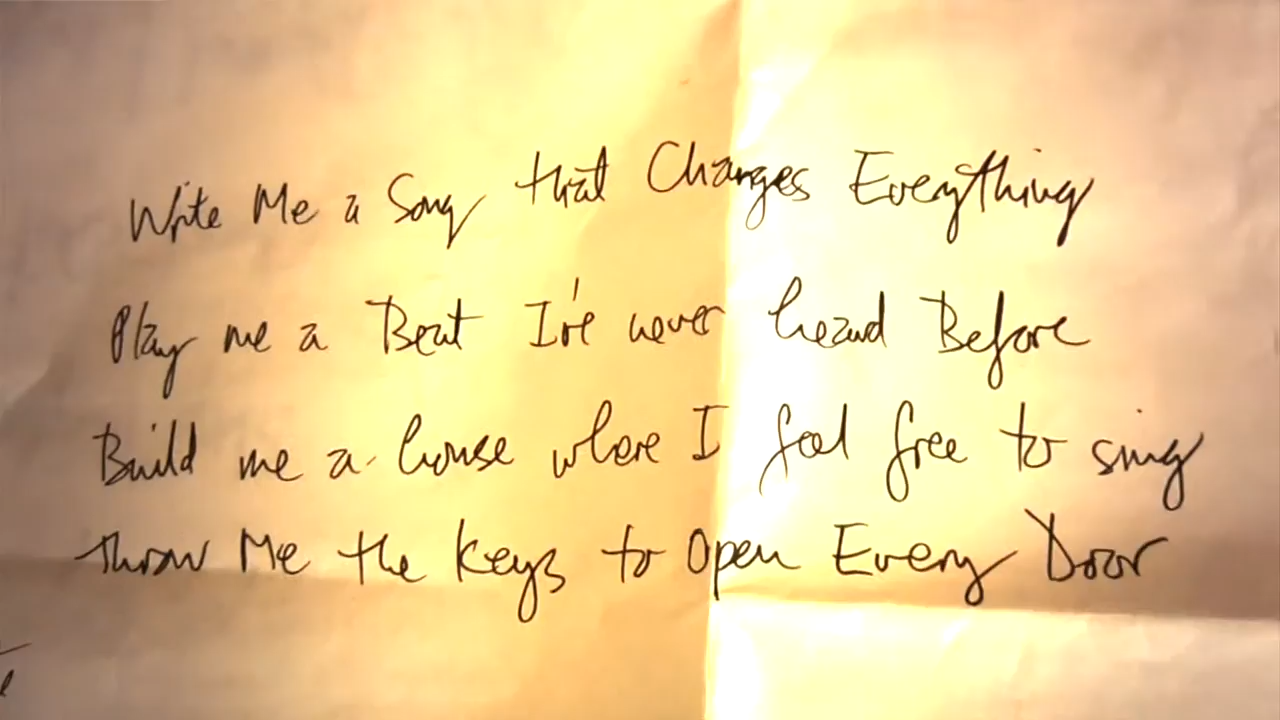 Write Me a Song that Changes Everything
Play me a Beat I've never heard Before
Build me a house where I feel free to sing
Throw Me the Keys to Open Every Door